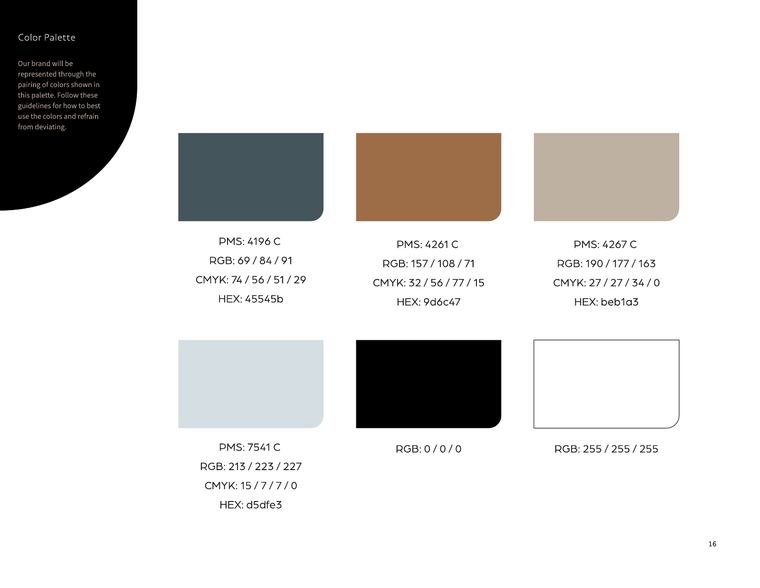 Color Palette
Our brand will be
represented through the
pairing of colors shown in
this palette. Follow these
guidelines for how to best
use the colors and refrain
from deviating.
PMS: 4196 C
RGB: 69 / 84 / 91
CMYK: 74 / 56 / 51 / 29
HEX: 45545b
PMS: 4261 C
RGB: 157 / 108 / 71
CMYK: 32 / 56 / 77 / 15
HEX: 9d6c47
PMS: 4267 C
RGB: 190 / 177 / 163
CMYK: 27 / 27 / 34 / 0
HEX: beb1a3
PMS: 7541 C
RGB: 213 / 223 / 227
CMYK: 15 / 7 / 7 / 0
HEX: d5dfe3
RGB: 0 / 0 / 0
RGB: 255 / 255 / 255
16